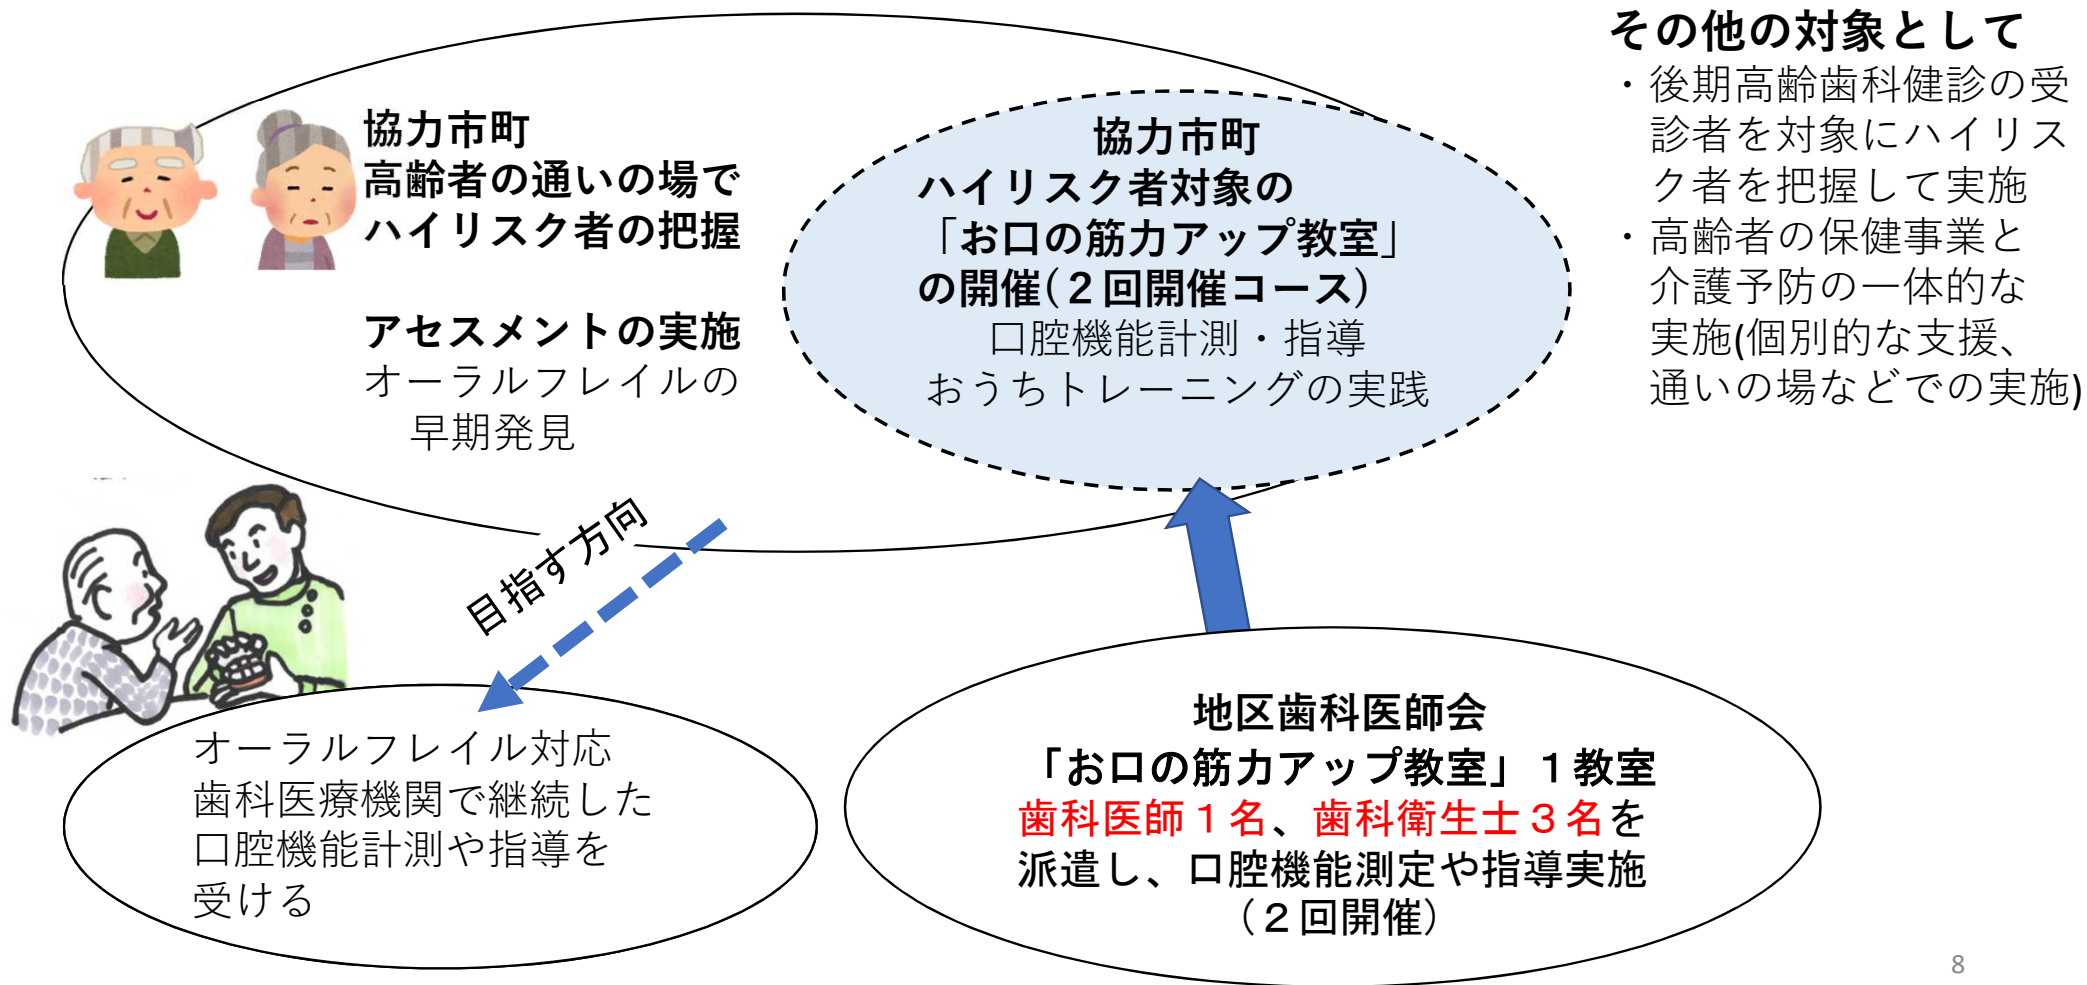 協力市町
高齢者の通いの場で
ハイリスク者の把握
アセスメントの実施
オーラルフレイルの
早期発見
協力市町
ハイリスク者対象の
「お口の筋力アップ教室」
の開催(２回開催コース)
口腔機能計測・指導
おうちトレーニングの実践
その他の対象として
・後期高齢歯科健診の受
診者を対象にハイリス
ク者を把握して実施
・高齢者の保健事業と
介護予防の一体的な
実施(個別的な支援、
通いの場などでの実施)
目指す方向
オーラルフレイル対応
歯科医療機関で継続した
口腔機能計測や指導を
受ける
地区歯科医師会
「お口の筋力アップ教室」１教室
歯科医師１名、歯科衛生士３名を
派遣し、口腔機能測定や指導実施
（２回開催）
8